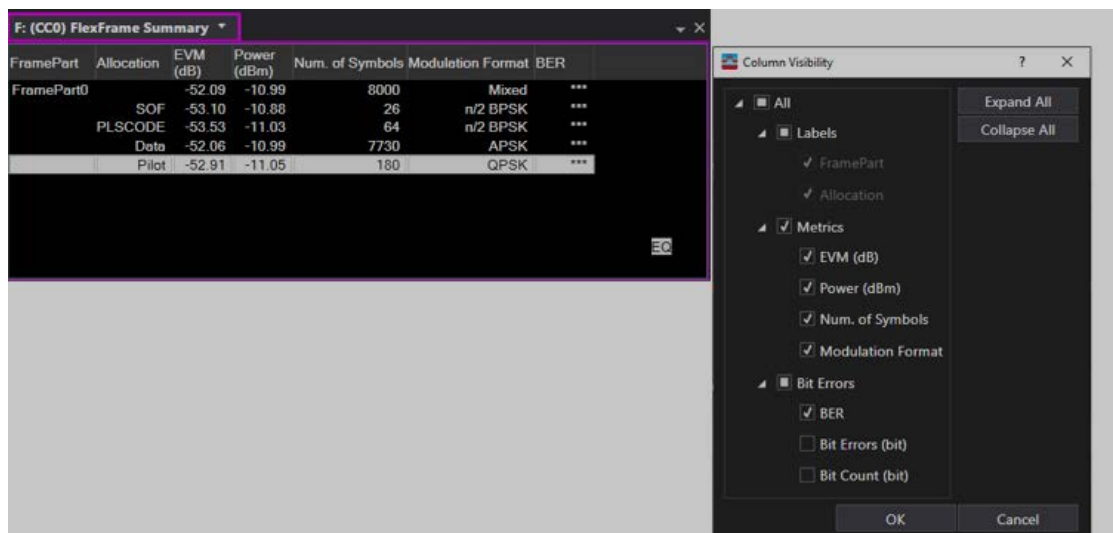 F: (CC0) FlexFrame Summary
FramePart Allocation EVM (dB) Power (dBm) Num. of Symbols Modulation Format BER
FramePart0 -52.09 -10.99 8000 Mixed ***
SOF -53.10 -10.88 26 π/2 BPSK ***
PLSCODE -53.53 -11.03 64 π/2 BPSK ***
Data -52.06 -10.99 7730 APSK ***
Pilot -52.91 -11.05 180 QPSK ***
EQ
Column Visibility ? X
All
Labels
FramePart
Allocation
Metrics
EVM (dB)
Power (dBm)
Num. of Symbols
Modulation Format
Bit Errors
BER
Bit Errors (bit)
Bit Count (bit)
Expand All
Collapse All
OK Cancel